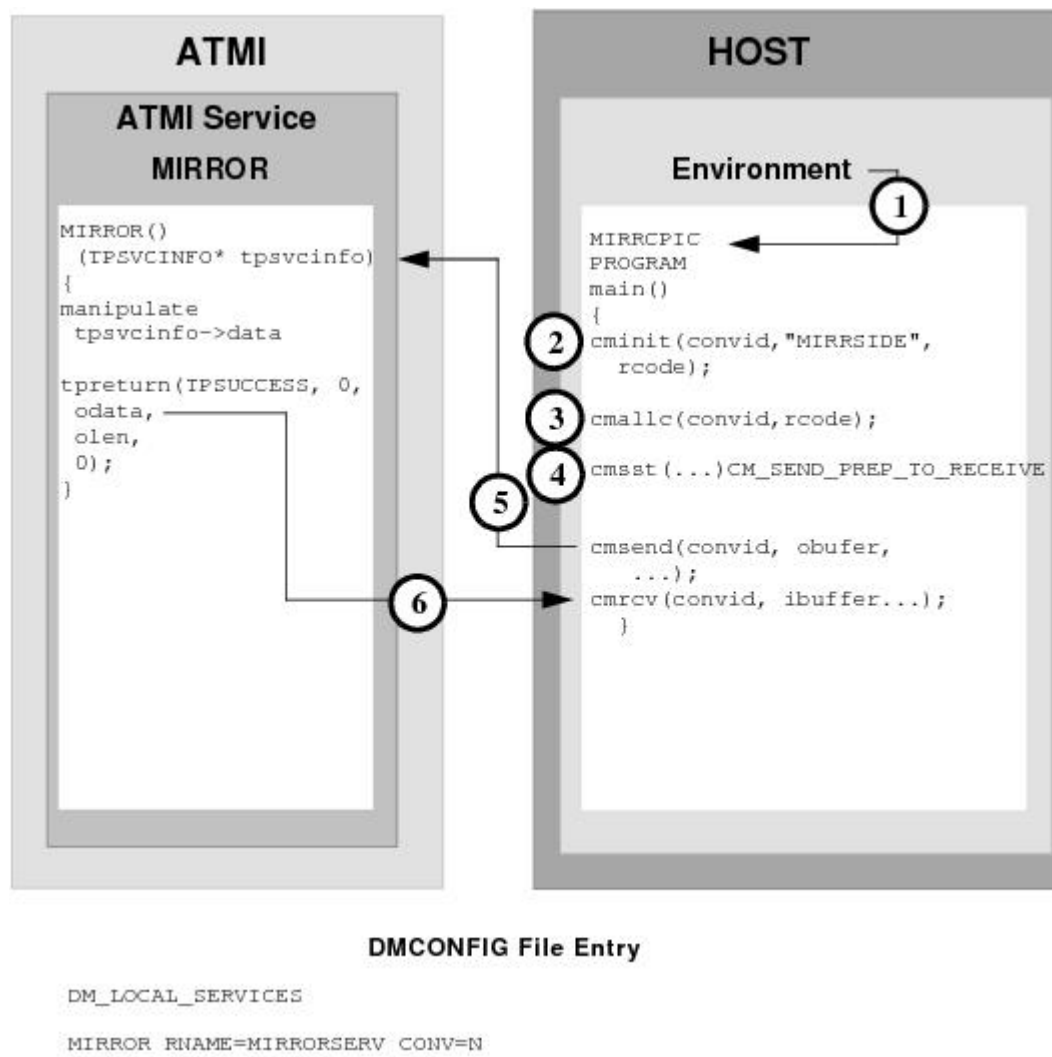 ATMI
ATMI Service
MIRROR
MIRROR()
(TPSVCINFO* tpsvcinfo)
{
manipulate
tpsvcinfo->data
tpreturn(TPSUCCESS, 0,
odata,
olen,
0);
}
HOST
Environment
1
MIRRCPIC
PROGRAM
main()
{
2
cminit(convid,"MIRRSIDE",
rcode);
3
cmallc(convid,rcode);
4
cmsst(...)CM_SEND_PREP_TO_RECEIVE
5
cmsend(convid, obufer,
...);
6
cmrcv(convid, ibuffer...);
}
DMCONFIG File Entry
DM_LOCAL_SERVICES
MIRROR RNAME=MIRRORSERV CONV=N